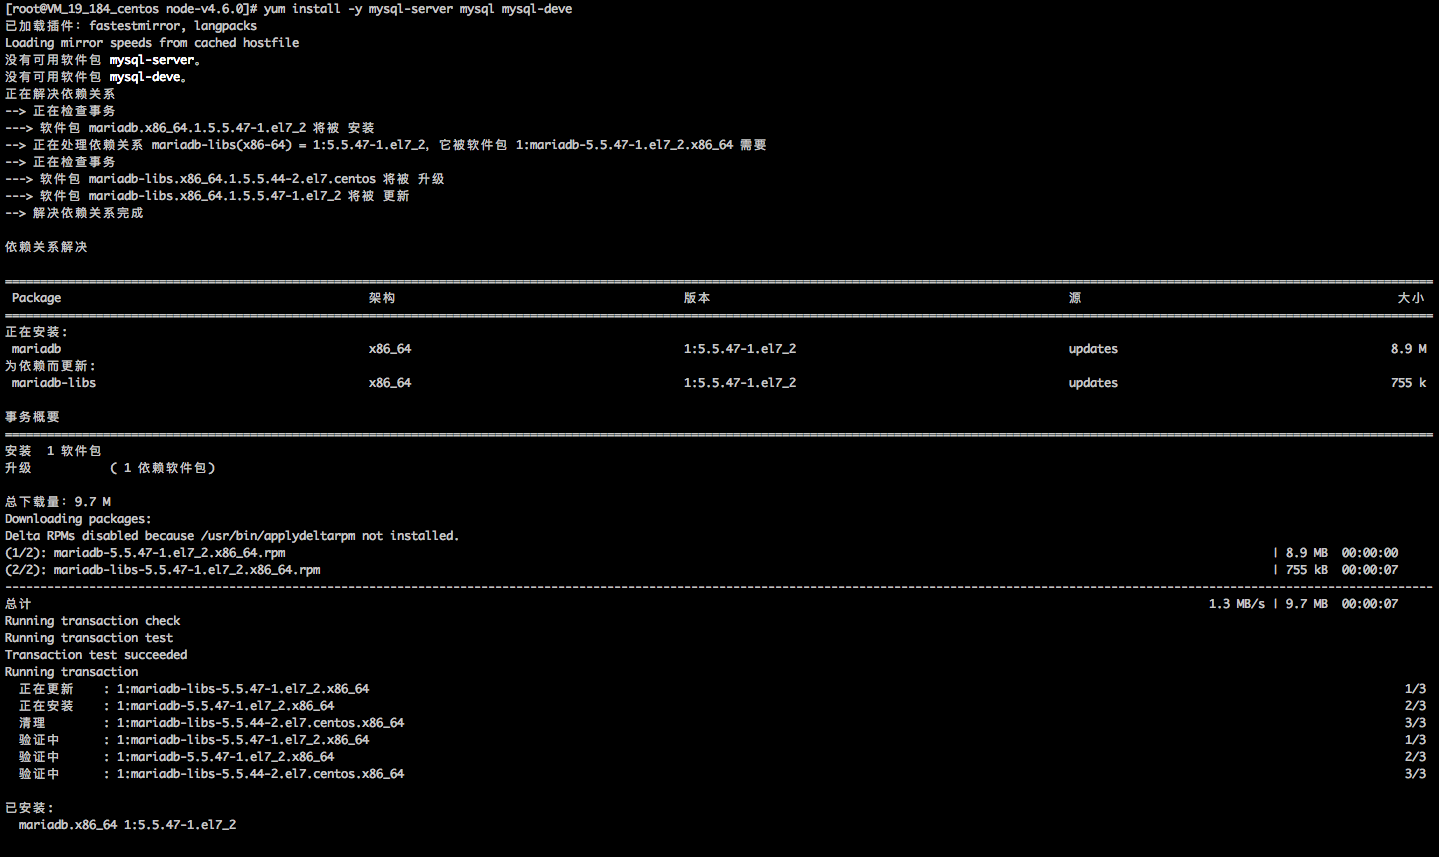 [root@VM_19_184_centos node-v4.6.0]# yum install -y mysql-server mysql mysql-deve
已加载插件：fastestmirror, langpacks
Loading mirror speeds from cached hostfile
没有可用软件包 mysql-server。
没有可用软件包 mysql-deve。
正在解决依赖关系
--> 正在检查事务
---> 软件包 mariadb.x86_64.1.5.5.47-1.el7_2 将被 安装
--> 正在处理依赖关系 mariadb-libs(x86-64) = 1:5.5.47-1.el7_2，它被软件包 1:mariadb-5.5.47-1.el7_2.x86_64 需要
--> 正在检查事务
---> 软件包 mariadb-libs.x86_64.1.5.5.44-2.el7.centos 将被 升级
---> 软件包 mariadb-libs.x86_64.1.5.5.47-1.el7_2 将被 更新
--> 解决依赖关系完成
依赖关系解决
Package 架构 版本 源 大小
正在安装:
mariadb x86_64 1:5.5.47-1.el7_2 updates 8.9 M
为依赖而更新:
mariadb-libs x86_64 1:5.5.47-1.el7_2 updates 755 k
事务概要
安装 1 软件包
升级 ( 1 依赖软件包)
总下载量：9.7 M
Downloading packages:
Delta RPMs disabled because /usr/bin/applydeltarpm not installed.
(1/2): mariadb-5.5.47-1.el7_2.x86_64.rpm | 8.9 MB 00:00:00
(2/2): mariadb-libs-5.5.47-1.el7_2.x86_64.rpm | 755 kB 00:00:07
总计 1.3 MB/s | 9.7 MB 00:00:07
Running transaction check
Running transaction test
Transaction test succeeded
Running transaction
正在更新 : 1:mariadb-libs-5.5.47-1.el7_2.x86_64 1/3
正在安装 : 1:mariadb-5.5.47-1.el7_2.x86_64 2/3
清理 : 1:mariadb-libs-5.5.44-2.el7.centos.x86_64 3/3
验证中 : 1:mariadb-libs-5.5.47-1.el7_2.x86_64 1/3
验证中 : 1:mariadb-5.5.47-1.el7_2.x86_64 2/3
验证中 : 1:mariadb-libs-5.5.44-2.el7.centos.x86_64 3/3
已安装:
mariadb.x86_64 1:5.5.47-1.el7_2